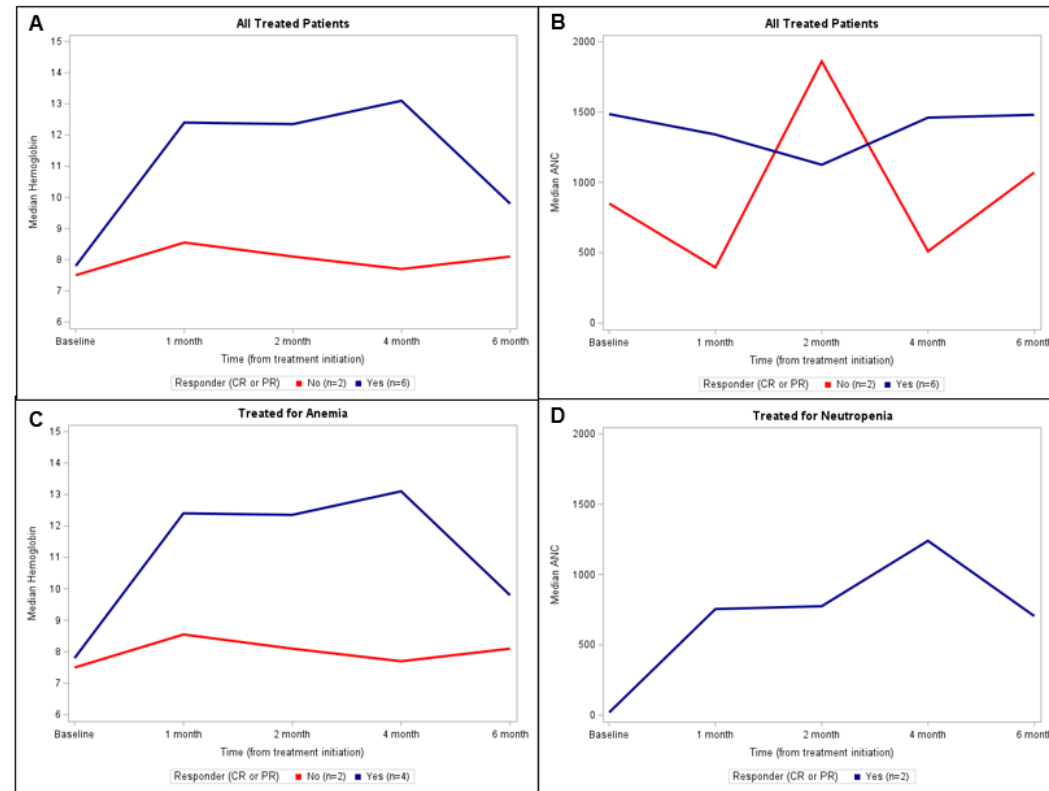 A
All Treated Patients
15
14
13
12
11
10
9
8
7
6
Median Hemoglobin
Baseline 1 month 2 month 4 month 6 month
Time (from treatment initiation)
Responder (CR or PR) No (n=2) Yes (n=6)
B
All Treated Patients
2000
1500
1000
500
0
Median ANC
Baseline 1 month 2 month 4 month 6 month
Time (from treatment initiation)
Responder (CR or PR) No (n=2) Yes (n=6)
C
Treated for Anemia
15
14
13
12
11
10
9
8
7
6
Median Hemoglobin
Baseline 1 month 2 month 4 month 6 month
Time (from treatment initiation)
Responder (CR or PR) No (n=2) Yes (n=4)
D
Treated for Neutropenia
2000
1500
1000
500
0
Median ANC
Baseline 1 month 2 month 4 month 6 month
Time (from treatment initiation)
Responder (CR or PR) Yes (n=2)